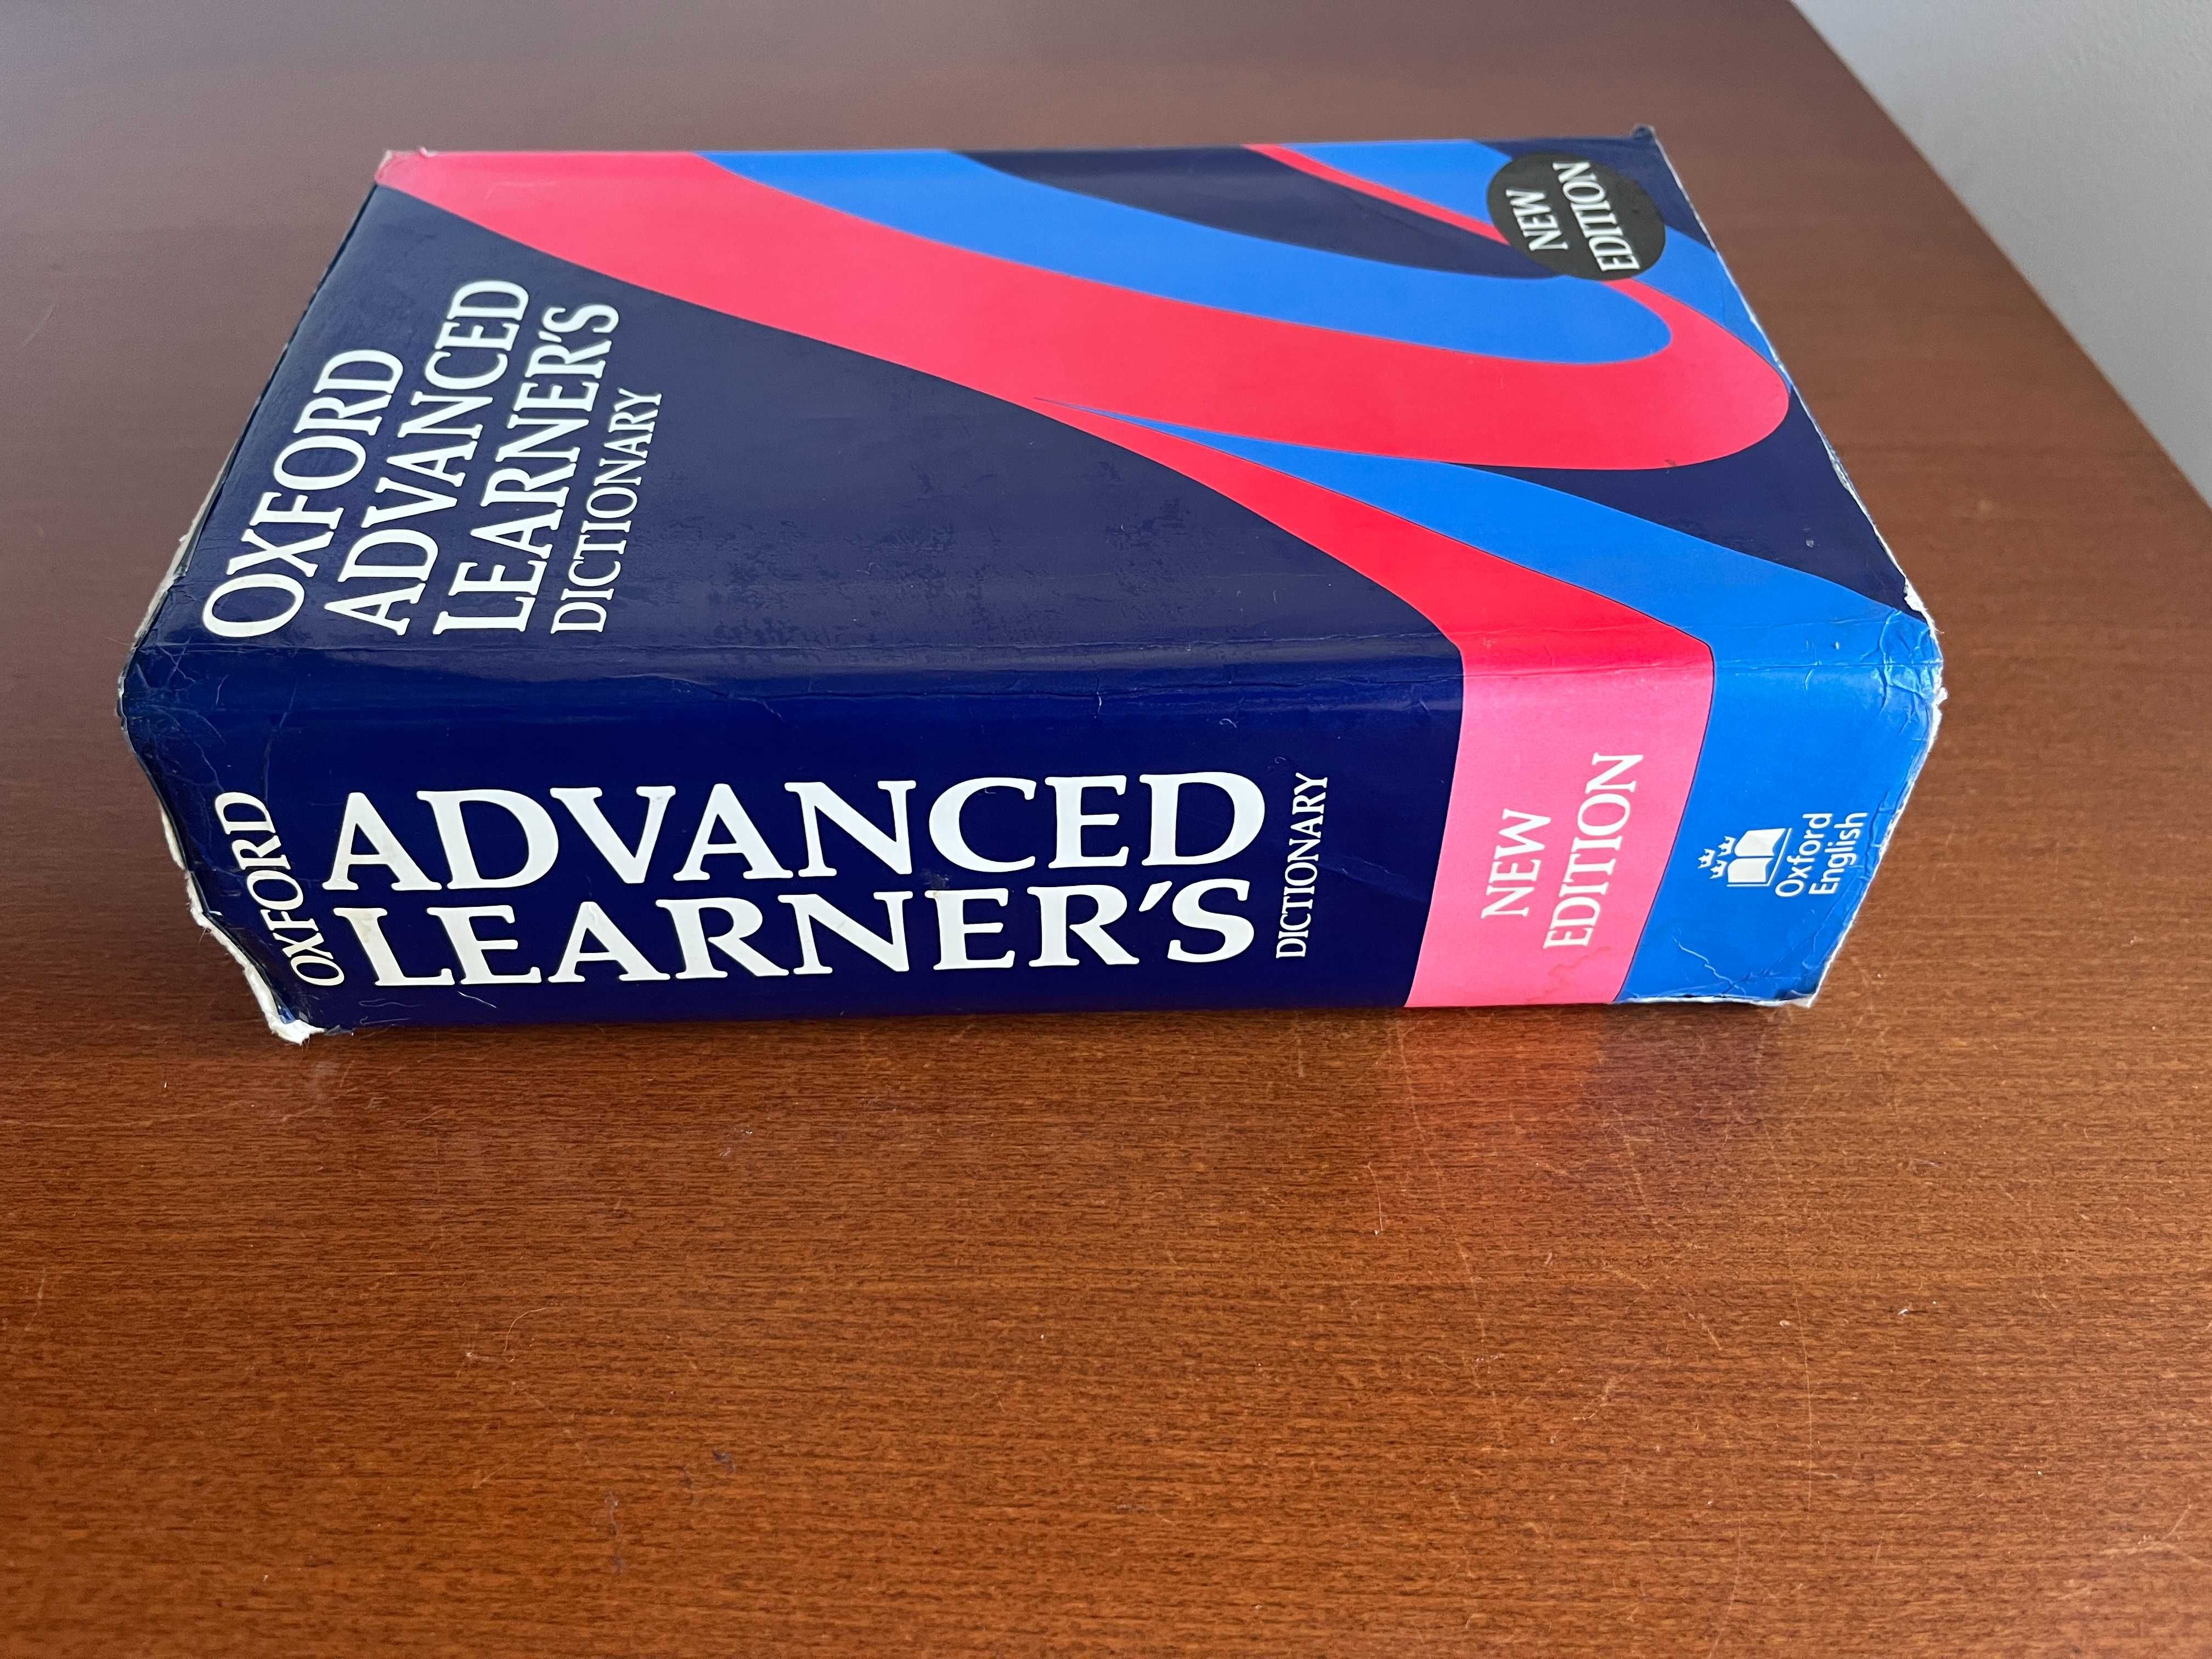 OXFORD
ADVANCED
LEARNER'S
DICTIONARY
NEW
EDITION
OXFORD
ADVANCED
LEARNER'S
DICTIONARY
NEW
EDITION
Oxford
English